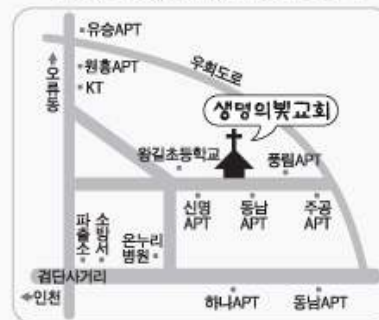 유승APT
원흥APT
KT
오류동
우회도로
생명의빛교회
왕길초등학교
풍림APT
신명
APT
동남
APT
주공
APT
파출소
소방서
온누리
병원
검단사거리
인천
하나APT
동남APT